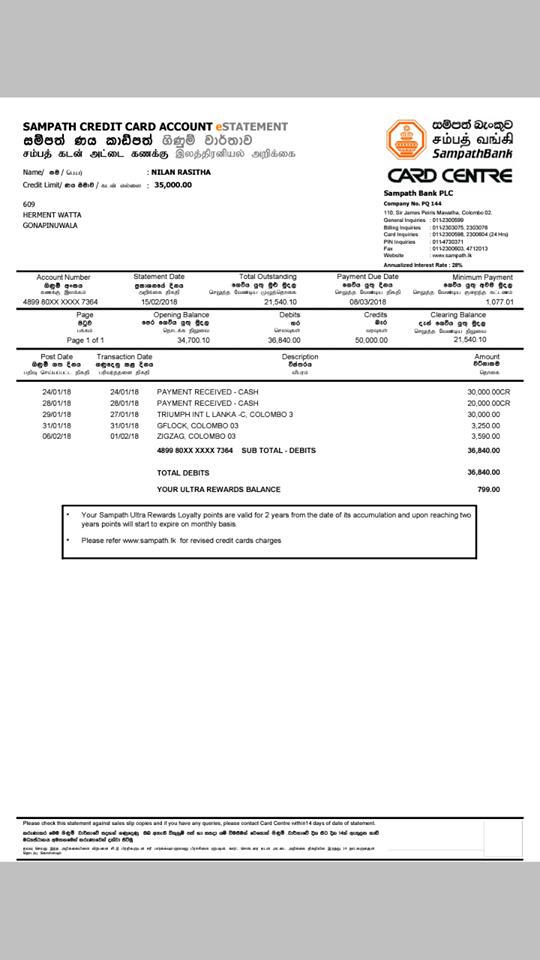 SAMPATH CREDIT CARD ACCOUNT eSTATEMENT
සම්පත් ණය කාඩ්පත් ගිණුම් වාර්තාව
சம்பத் கடன் அட்டை கணக்கு இலத்திரனியல் அறிக்கை
සම්පත් බැංකුව
சம்பத் வங்கி
SampathBank
CARD CENTRE
Name/ නම / பெயர் : NILAN RASITHA
Credit Limit/ ණය සීමාව / கடன் எல்லை : 35,000.00
609
HERMENT WATTA
GONAPINUWALA
Sampath Bank PLC
Company No. PQ 144
110, Sir James Peiris Mawatha, Colombo 02.
General Inquiries : 011-2300599
Billing Inquiries : 011-2303075, 2303076
Card Inquiries : 011-2300598, 2300604 (24 Hrs)
PIN Inquiries : 011-4730371
Fax : 011-2300603, 4712013
Website : www.sampath.lk
Annualized Interest Rate : 28%
Account Number Statement Date Total Outstanding Payment Due Date Minimum Payment
ගිණුම් අංකය ප්‍රකාශනයේ දිනය ගෙවිය යුතු මුළු මුදල ගෙවිය යුතු දිනය ගෙවිය යුතු අවම මුදල
கணக்கு இலக்கம் அறிக்கை திகதி செலுத்த வேண்டிய முழுத்தொகை செலுத்த வேண்டிய திகதி செலுத்த வேண்டிய குறைந்த கட்டணம்
4899 80XX XXXX 7364 15/02/2018 21,540.10 08/03/2018 1,077.01
Page Opening Balance Debits Credits Clearing Balance
පිටුව පෙර ගෙවිය යුතු මුදල හර බැර දැන් ගෙවිය යුතු මුදල
பக்கம் தொடக்க நிலுவை செலவுகள் வரவுகள் செலுத்த வேண்டிய நிலுவை
Page 1 of 1 34,700.10 36,840.00 50,000.00 21,540.10
Post Date Transaction Date Description Amount
ගිණුම් ගත දිනය ගණුදෙනු කළ දිනය විස්තරය වටිනාකම
பதிவு செய்யப்பட்ட திகதி பரிவர்த்தனை திகதி விபரம் தொகை
24/01/18 24/01/18 PAYMENT RECEIVED - CASH 30,000.00CR
28/01/18 28/01/18 PAYMENT RECEIVED - CASH 20,000.00CR
29/01/18 27/01/18 TRIUMPH INT L LANKA -C, COLOMBO 3 30,000.00
31/01/18 31/01/18 GFLOCK, COLOMBO 03 3,250.00
06/02/18 01/02/18 ZIGZAG, COLOMBO 03 3,590.00
4899 80XX XXXX 7364 SUB TOTAL - DEBITS 36,840.00
TOTAL DEBITS 36,840.00
YOUR ULTRA REWARDS BALANCE 799.00
• Your Sampath Ultra Rewards Loyalty points are valid for 2 years from the date of its accumulation and upon reaching two
years points will start to expire on monthly basis.
• Please refer www.sampath.lk for revised credit cards charges
Please check this statement against sales slip copies and if you have any queries, please contact Card Centre within14 days of date of statement.